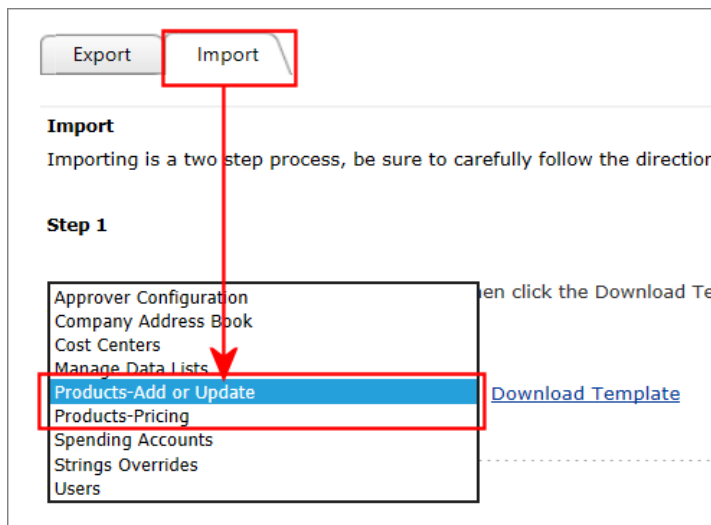 Export Import
Import
Importing is a two step process, be sure to carefully follow the direction
Step 1
en click the Download Te
Approver Configuration
Company Address Book
Cost Centers
Manage Data Lists
Products-Add or Update
Download Template
Products-Pricing
Spending Accounts
Strings Overrides
Users